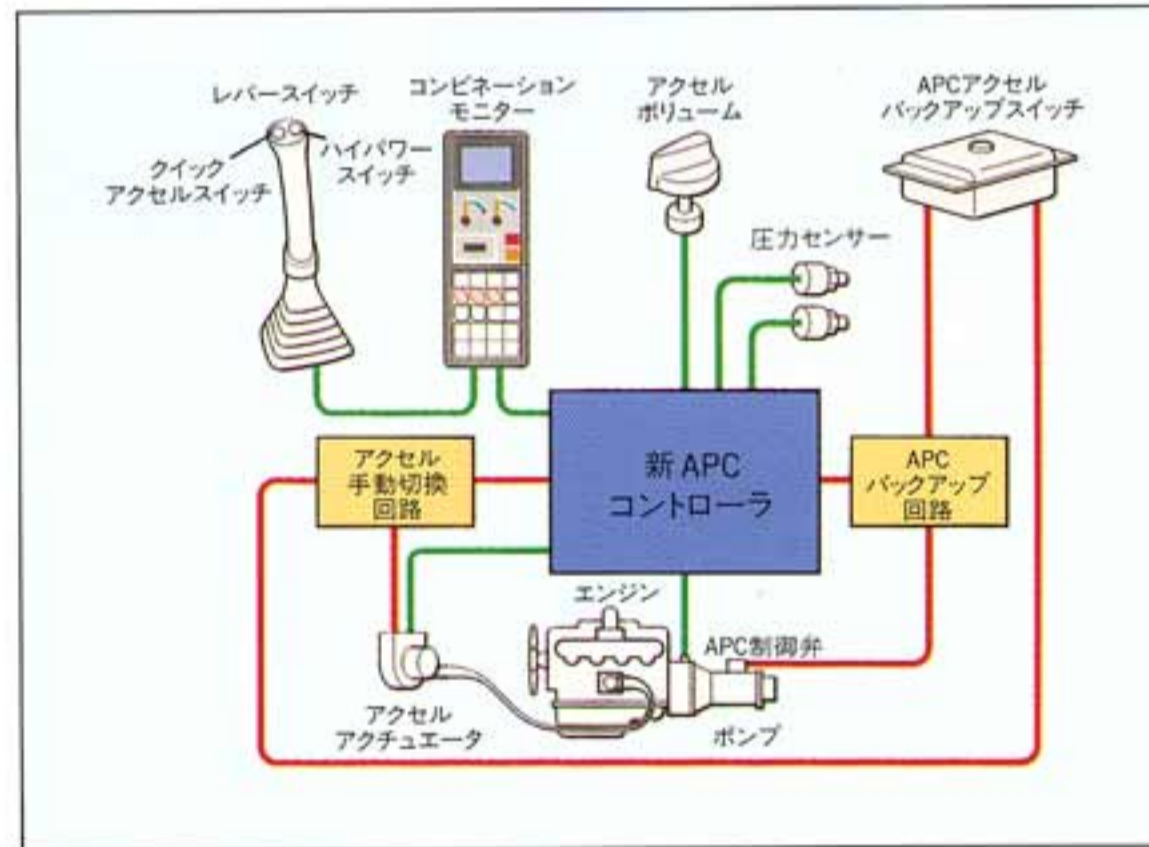 レバースイッチ
クイック
アクセルスイッチ
ハイパワー
スイッチ
コンビネーション
モニター
アクセル
ボリューム
APCアクセル
バックアップスイッチ
圧力センサー
アクセル
手動切換
回路
新APC
コントローラ
APC
バックアップ
回路
エンジン
APC制御弁
アクセル
アクチュエータ
ポンプ